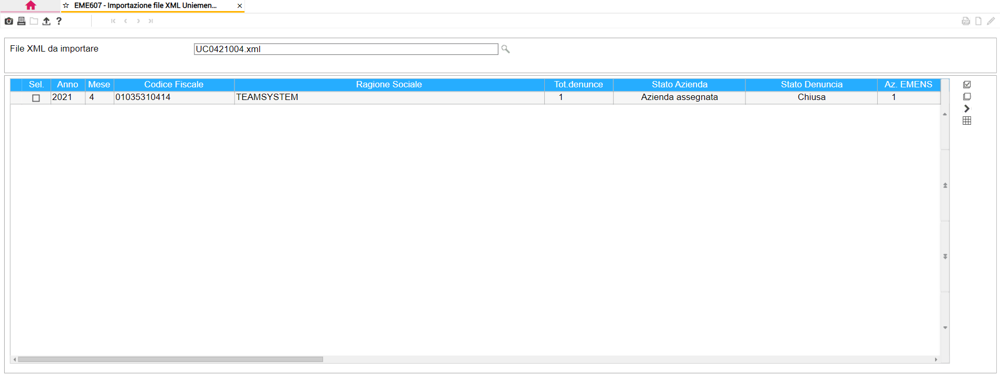 EME607 - Importazione file XML Uniemen...
File XML da importare UC0421004.xml
Sel. Anno Mese Codice Fiscale Ragione Sociale Tot.denunce Stato Azienda Stato Denuncia Az. EMENS
2021 4 01035310414 TEAMSYSTEM 1 Azienda assegnata Chiusa 1